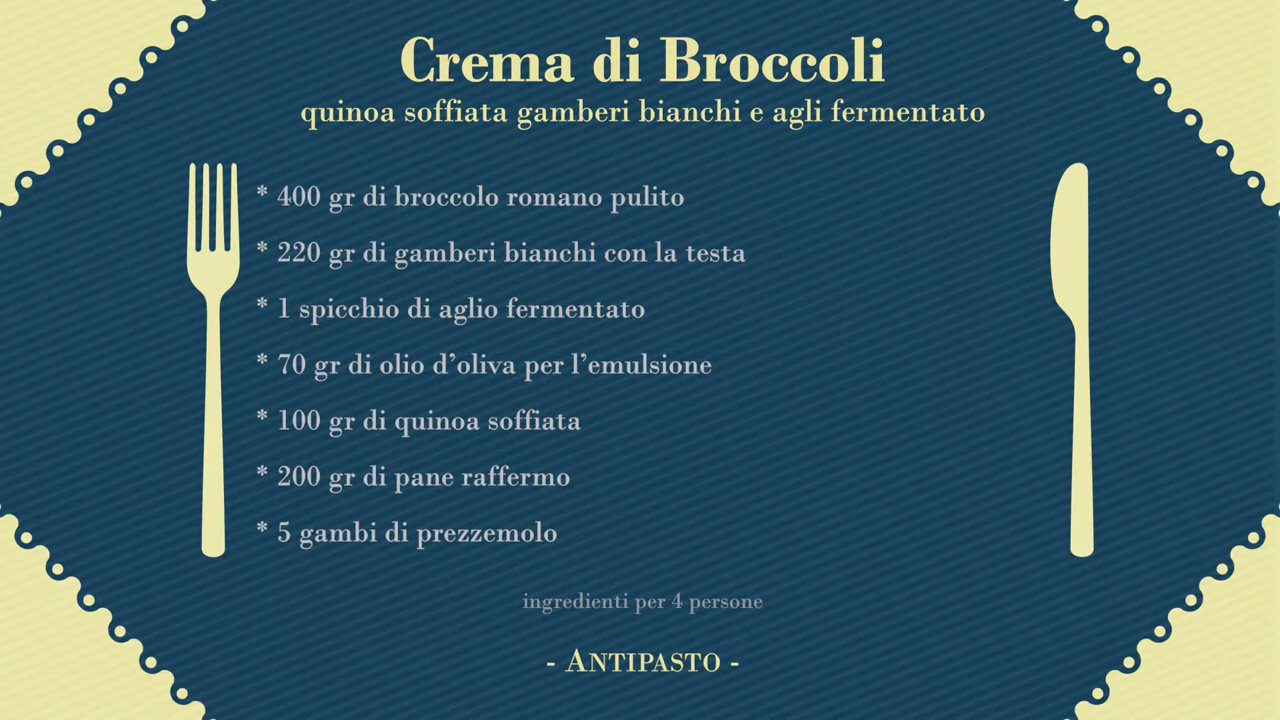 Crema di Broccoli
quinoa soffiata gamberi bianchi e agli fermentato
* 400 gr di broccolo romano pulito
* 220 gr di gamberi bianchi con la testa
* 1 spicchio di aglio fermentato
* 70 gr di olio d’oliva per l’emulsione
* 100 gr di quinoa soffiata
* 200 gr di pane raffermo
* 5 gambi di prezzemolo
ingredienti per 4 persone
- ANTIPASTO -